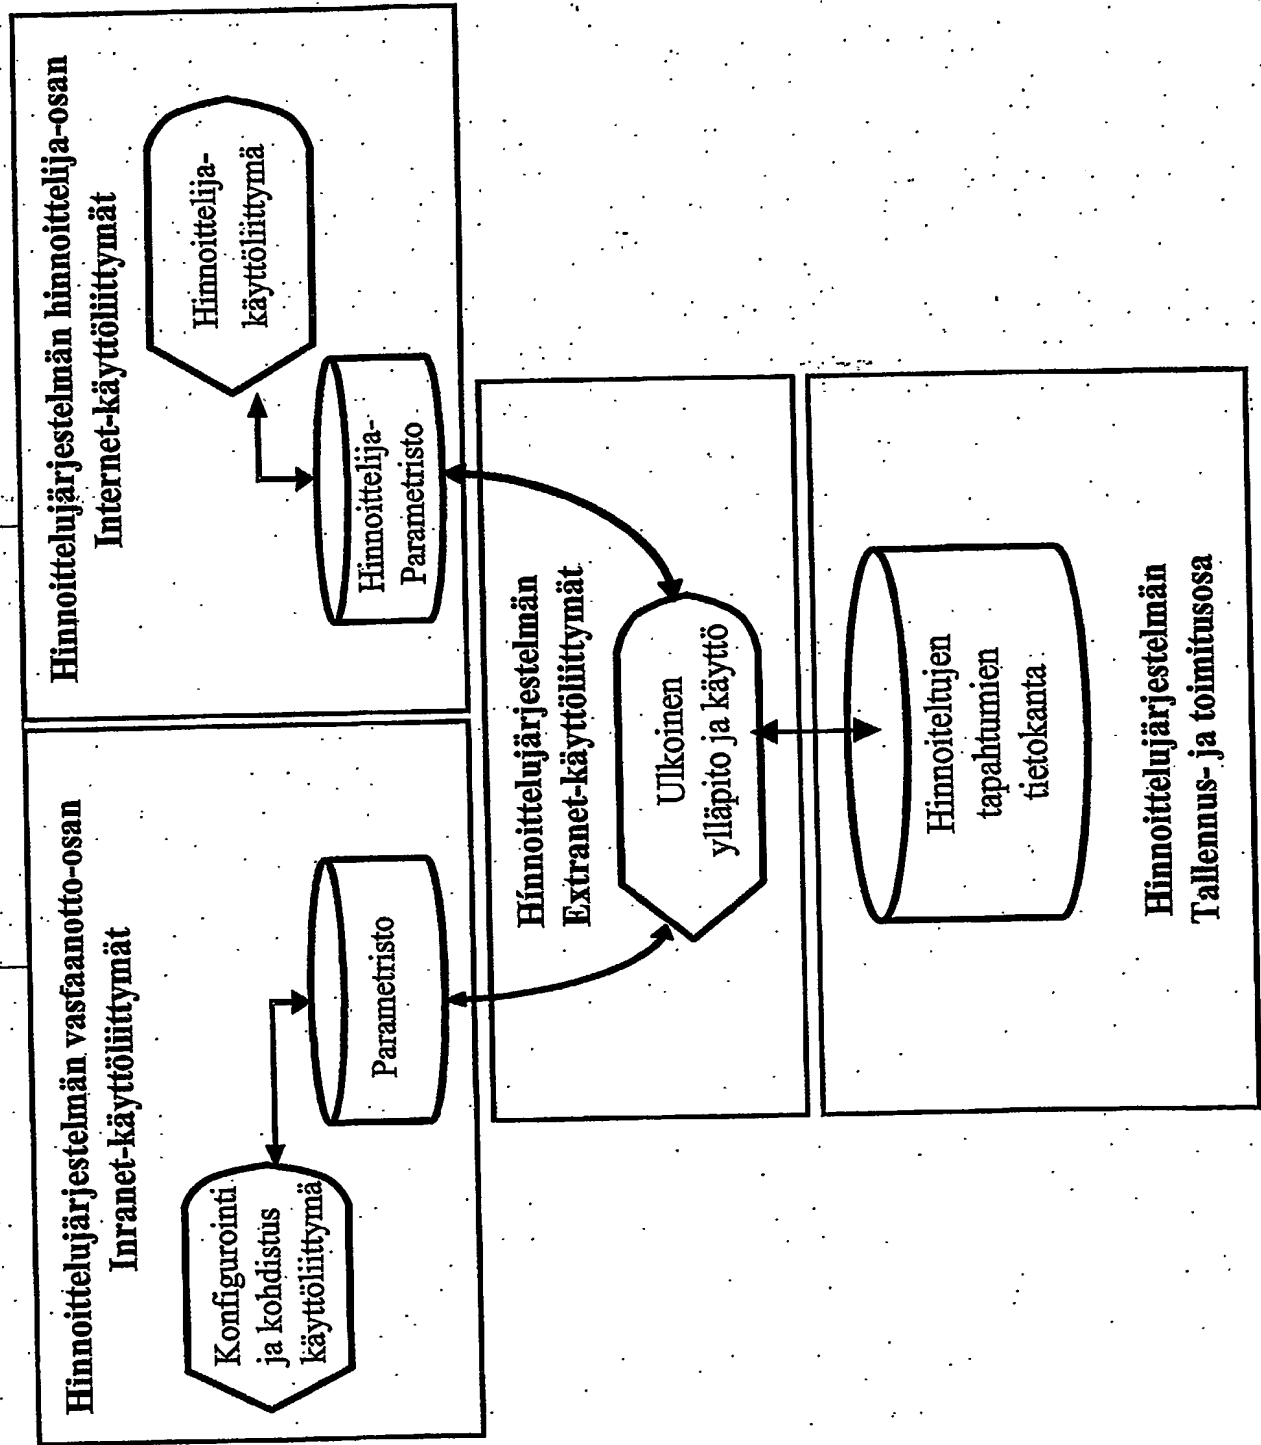 Hinnoittelujärjestelmän vastaanotto-osan
Inranet-käyttöliittymät
Konfigurointi
ja kohdistus
käyttöliittymä
Parametristo
Hinnoittelujärjestelmän hinnoittelija-osan
Internet-käyttöliittymät
Hinnoittelija-
käyttöliittymä
Hinnoittelija-
Parametristo
Hinnoittelujärjestelmän
Extranet-käyttöliittymät
Ulkoinen
ylläpito ja käyttö
Hinnoiteltujen
tapahtumien
tietokanta
Hinnoittelujärjestelmän
Tallennus- ja toimitusosa